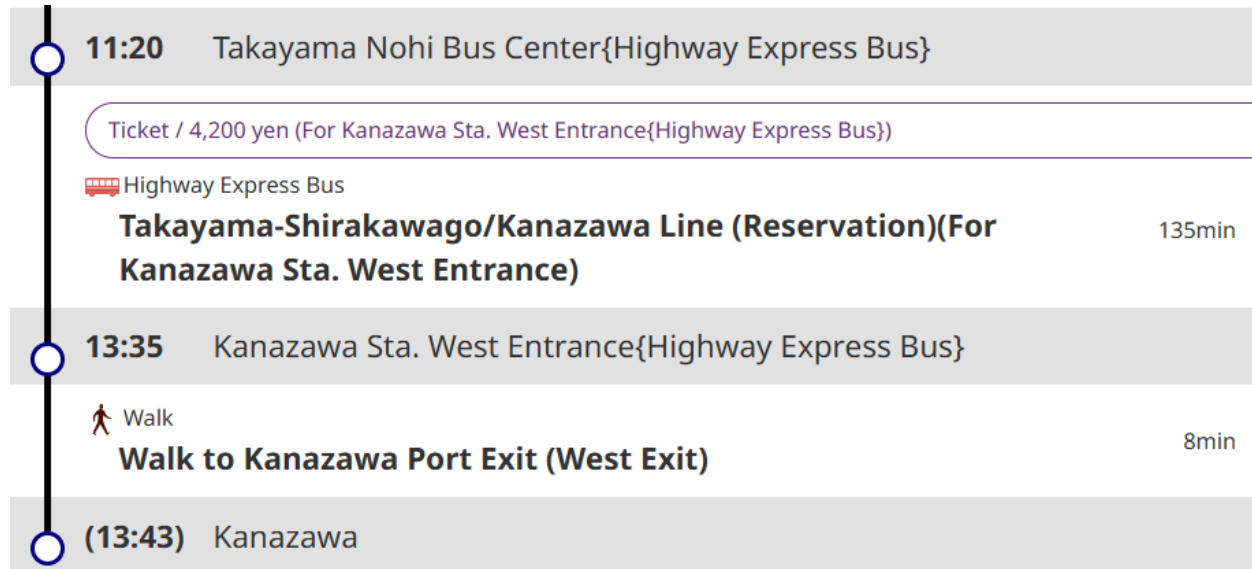 11:20 Takayama Nohi Bus Center{Highway Express Bus}
Ticket / 4,200 yen (For Kanazawa Sta. West Entrance{Highway Express Bus})
Highway Express Bus
Takayama-Shirakawago/Kanazawa Line (Reservation)(For
135min
Kanazawa Sta. West Entrance)
13:35 Kanazawa Sta. West Entrance{Highway Express Bus}
Walk
Walk to Kanazawa Port Exit (West Exit)
8min
(13:43) Kanazawa